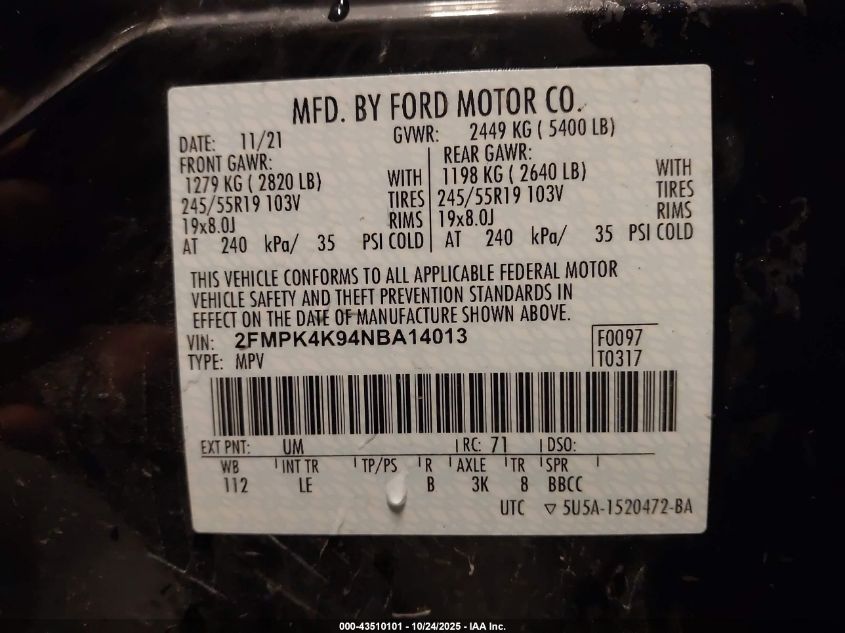 MFD. BY FORD MOTOR CO.
DATE: 11/21 GVWR: 2449 KG ( 5400 LB)
FRONT GAWR: REAR GAWR:
1279 KG ( 2820 LB) WITH 1198 KG ( 2640 LB) WITH
245/55R19 103V TIRES 245/55R19 103V TIRES
19x8.0J RIMS 19x8.0J RIMS
AT 240 kPa/ 35 PSI COLD AT 240 kPa/ 35 PSI COLD
THIS VEHICLE CONFORMS TO ALL APPLICABLE FEDERAL MOTOR
VEHICLE SAFETY AND THEFT PREVENTION STANDARDS IN
EFFECT ON THE DATE OF MANUFACTURE SHOWN ABOVE.
VIN: 2FMPK4K94NBA14013 F0097
TYPE: MPV T0317
EXT PNT: UM RC: 71 DSO:
WB INT TR TP/PS R AXLE TR SPR
112 LE B 3K 8 BBCC
UTC ▽ 5U5A-1520472-BA
000-43510101 - 10/24/2025 - IAA Inc.